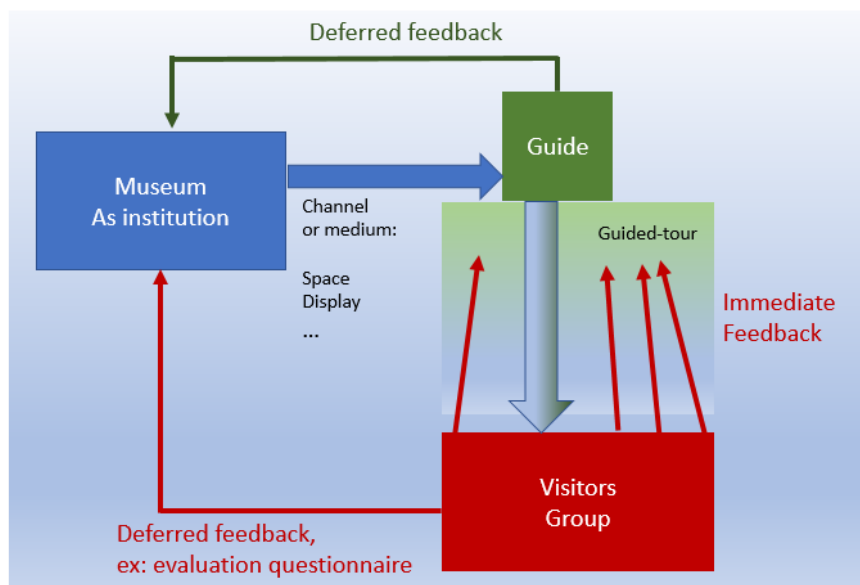 Deferred feedback
Guide
Museum
As institution
Channel
or medium:
Space
Display
...
Guided-tour
Immediate
Feedback
Visitors
Group
Deferred feedback,
ex: evaluation questionnaire